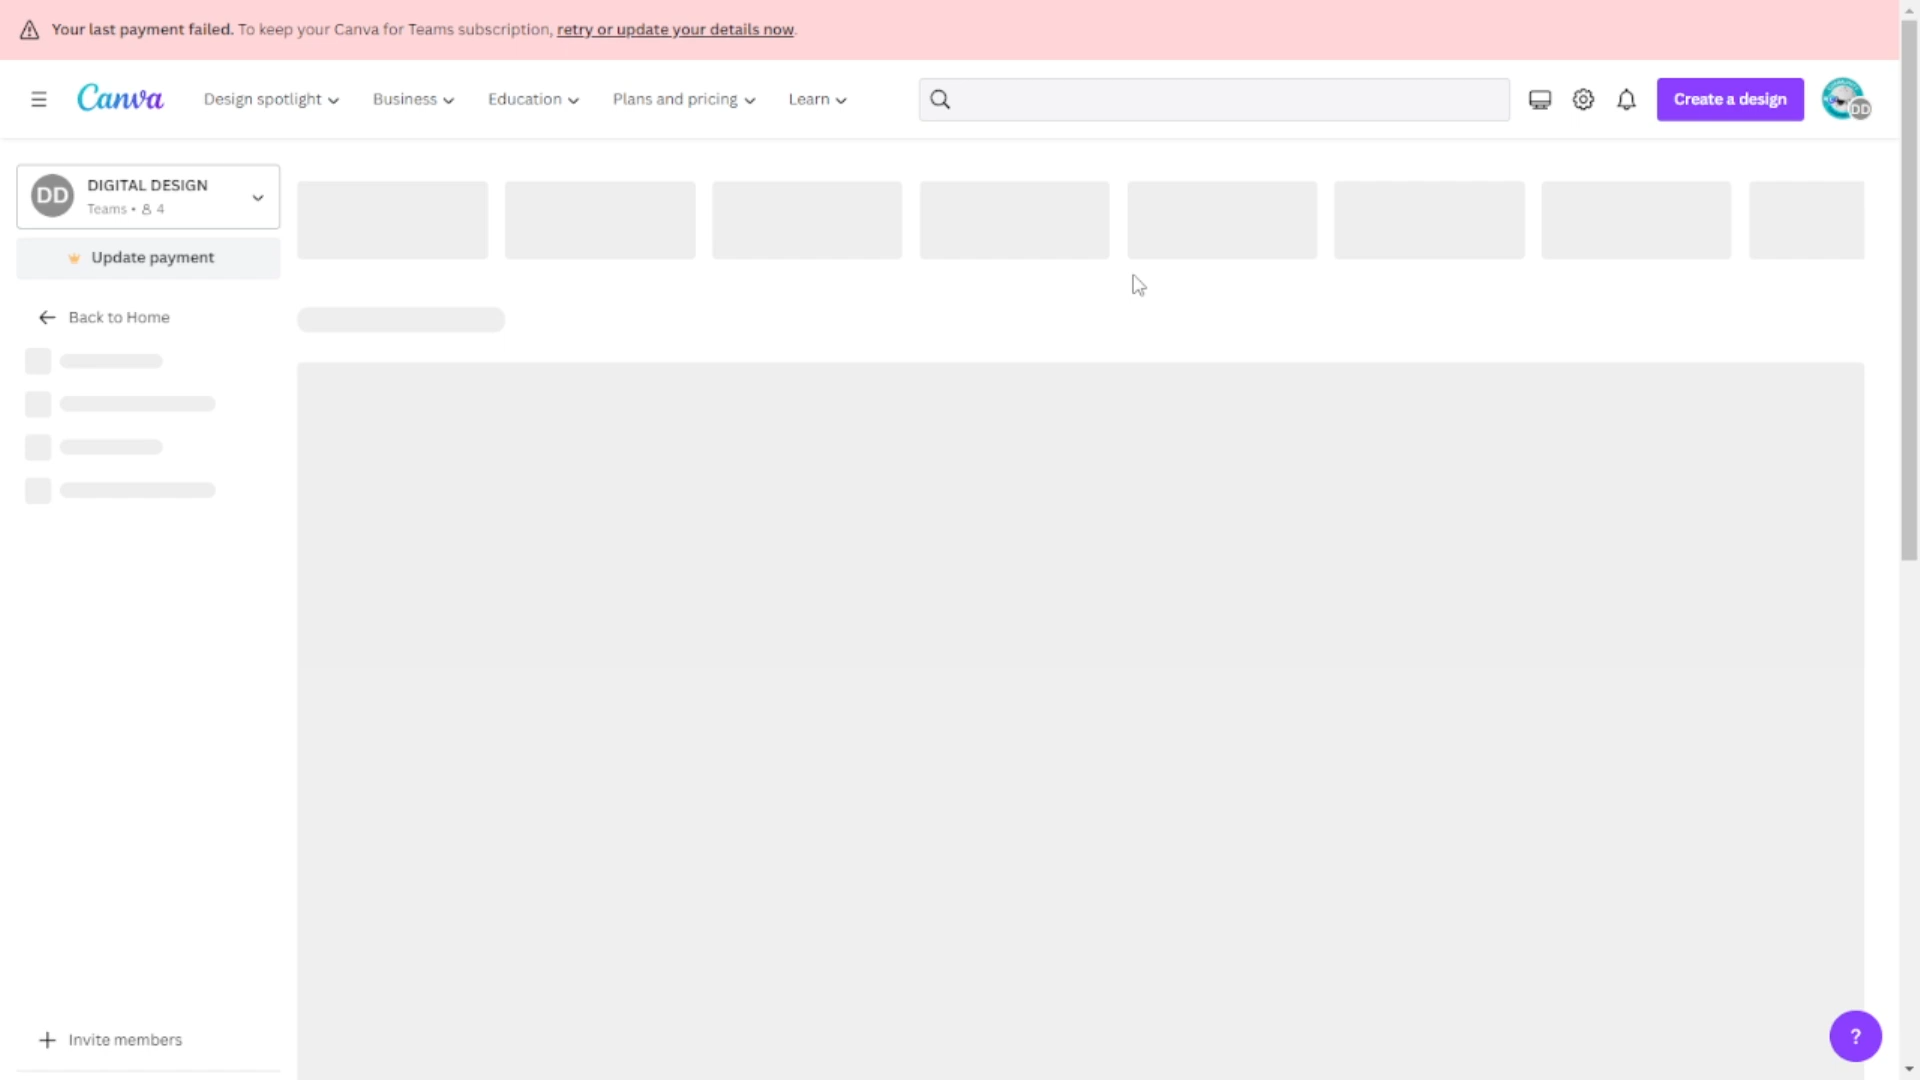 Your last payment failed. To keep your Canva for Teams subscription, retry or update your details now.
Canva
Design spotlight
Business
Education
Plans and pricing
Learn
Create a design
DD
DD
DIGITAL DESIGN
Teams • 4
Update payment
Back to Home
Invite members
?